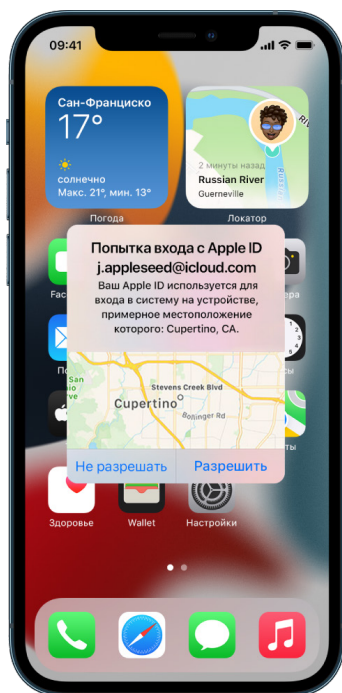 09:41
Сан-Франциско
17°
солнечно
Макс. 21°, мин. 13°
Погода
2 минуты назад
Russian River
Guerneville
Локатор
Попытка входа с Apple ID
j.appleseed@icloud.com
Ваш Apple ID используется для
входа в систему на устройстве,
примерное местоположение
которого: Cupertino, CA.
Stevens Creek Blvd
Cupertino
Bollinger Rd
Не разрешать
Разрешить
Здоровье
Wallet
Настройки